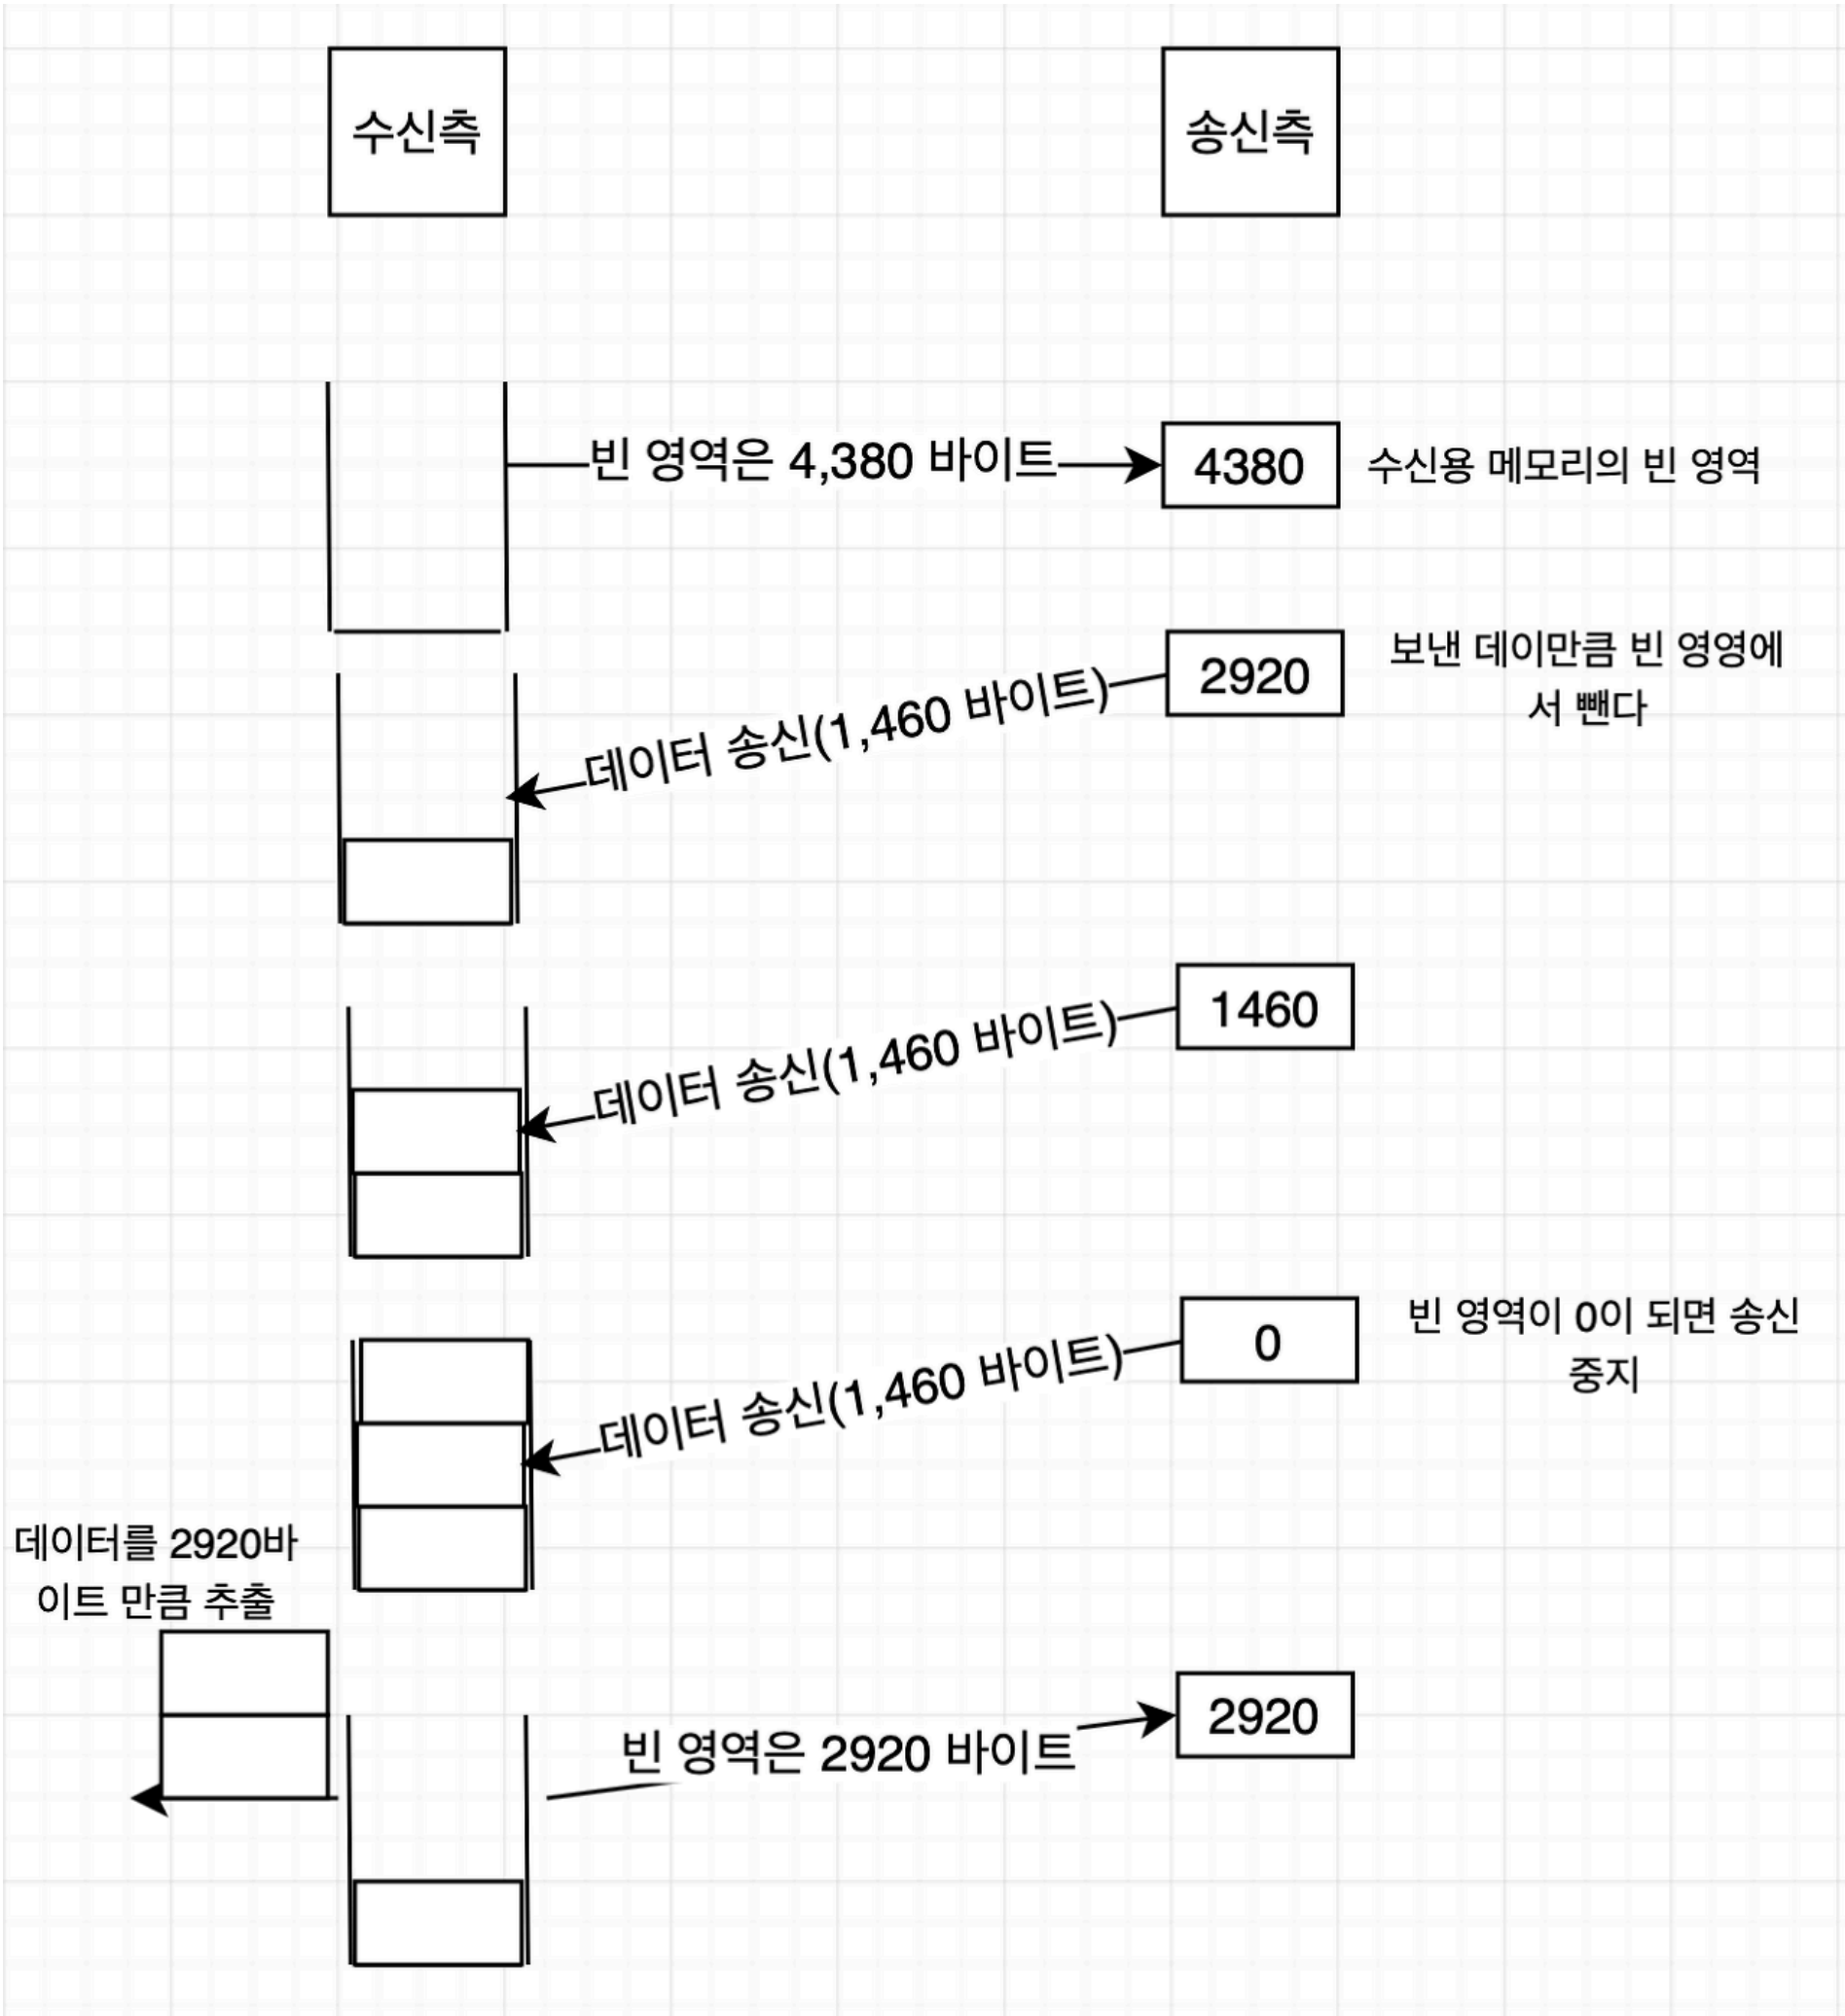 수신측
송신측
빈 영역은 4,380 바이트
4380
수신용 메모리의 빈 영역
2920
보낸 데이만큼 빈 영영에
서 뺀다
데이터 송신(1,460 바이트)
1460
데이터 송신(1,460 바이트)
0
빈 영역이 0이 되면 송신
중지
데이터 송신(1,460 바이트)
데이터를 2920바
이트 만큼 추출
2920
빈 영역은 2920 바이트